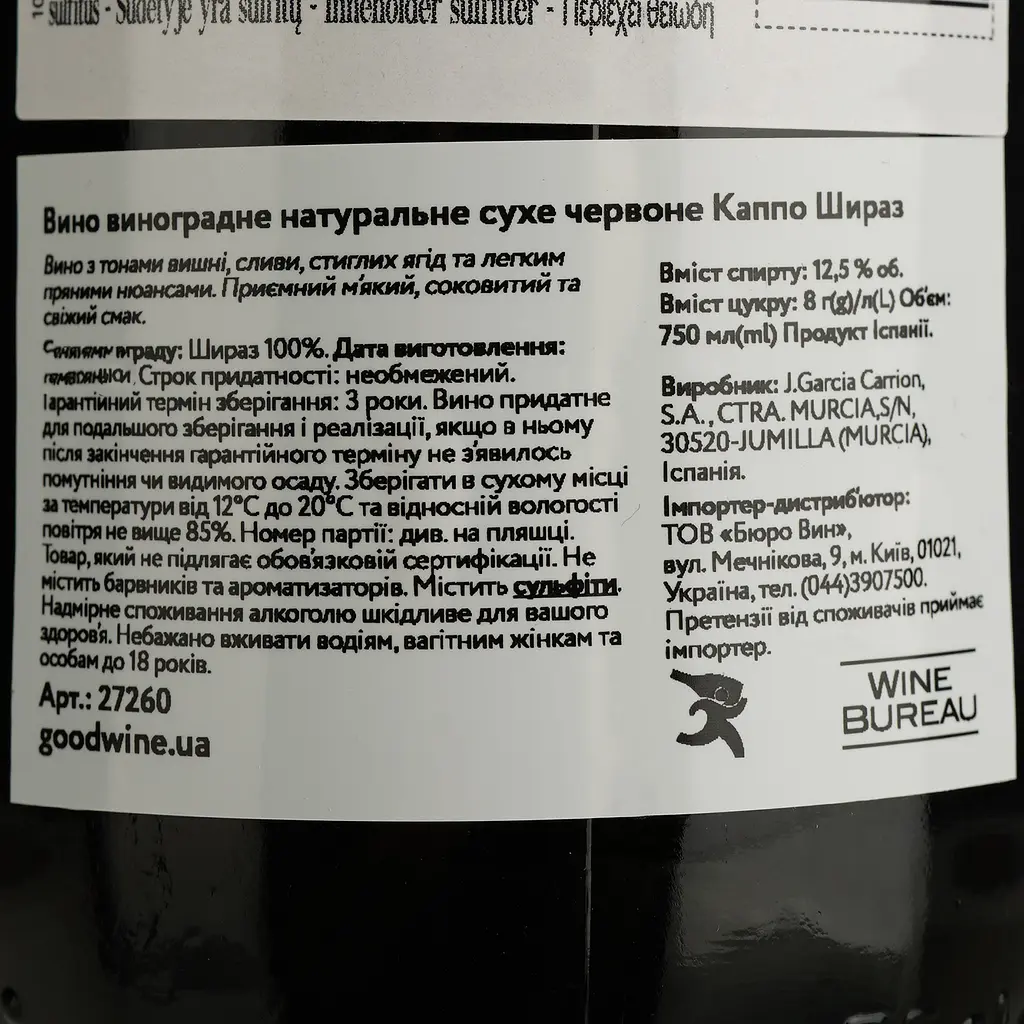 sulfitus - Sudėtyje yra sulfitų - Inneholder sulfitter - Περιέχει θειώδη
Вино виноградне натуральне сухе червоне Каппо Шираз
Вино з тонами вишні, сливи, стиглих ягід та легким
пряними нюансами. Приємний м'який, соковитий та
свіжий смак.
Шираз 100%. Дата виготовлення:
Строк придатності: необмежений.
Гарантійний термін зберігання: 3 роки. Вино придатне
для подальшого зберігання і реалізації, якщо в ньому
після закінчення гарантійного терміну не з'явилось
помутніння чи видимого осаду. Зберігати в сухому місці
за температури від 12°C до 20°C та відносній вологості
повітря не вище 85%. Номер партії: див. на пляшці.
Товар, який не підлягає обов'язковій сертифікації. Не
містить барвників та ароматизаторів. Містить сульфіти.
Надмірне споживання алкоголю шкідливе для вашого
здоров'я. Небажано вживати водіям, вагітним жінкам та
особам до 18 років.
Арт.: 27260
goodwine.ua
Вміст спирту: 12,5 % об.
Вміст цукру: 8 г(g)/л(L) Об'єм:
750 мл(ml) Продукт Іспанії.
Виробник: J.Garcia Carrion,
S.A., CTRA. MURCIA,S/N,
30520-JUMILLA (MURCIA),
Іспанія.
Імпортер-дистриб'ютор:
ТОВ «Бюро Вин»,
вул. Мечнікова, 9, м. Київ, 01021,
Україна, тел. (044)3907500.
Претензії від споживачів приймає
імпортер.
WINE
BUREAU